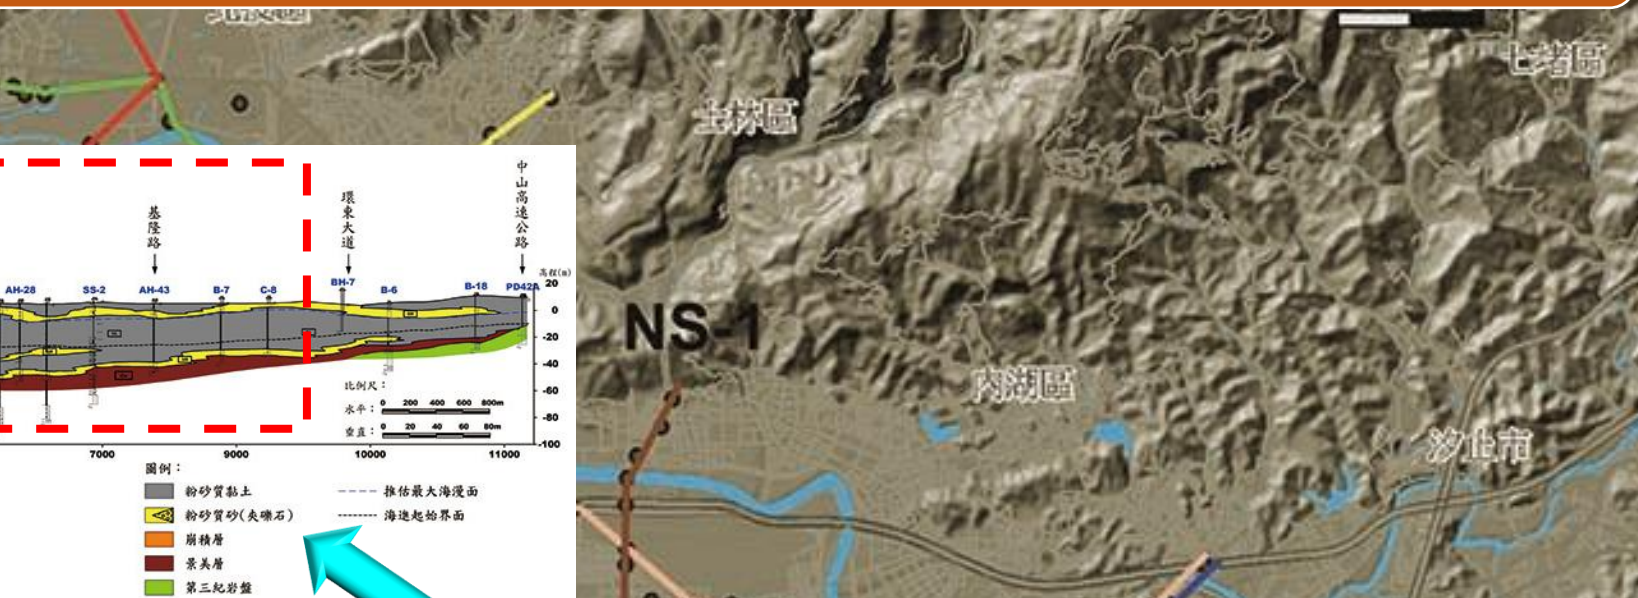 士林區
七堵區
NS-1
內湖區
汐止市
基隆路
環東大道
中山高速公路
高程(m)
AH-28
SS-2
AH-43
B-7
C-8
BH-7
B-6
B-18
PD42A
20
0
-20
-40
-60
-80
-100
比例尺：
水平：
0 200 400 600 800m
垂直：
0 20 40 60 80m
7000 9000 10000 11000
圖例：
粉砂質黏土
粉砂質砂(夾礫石)
崩積層
景美層
第三紀岩盤
推估最大海漫面
海進起始界面